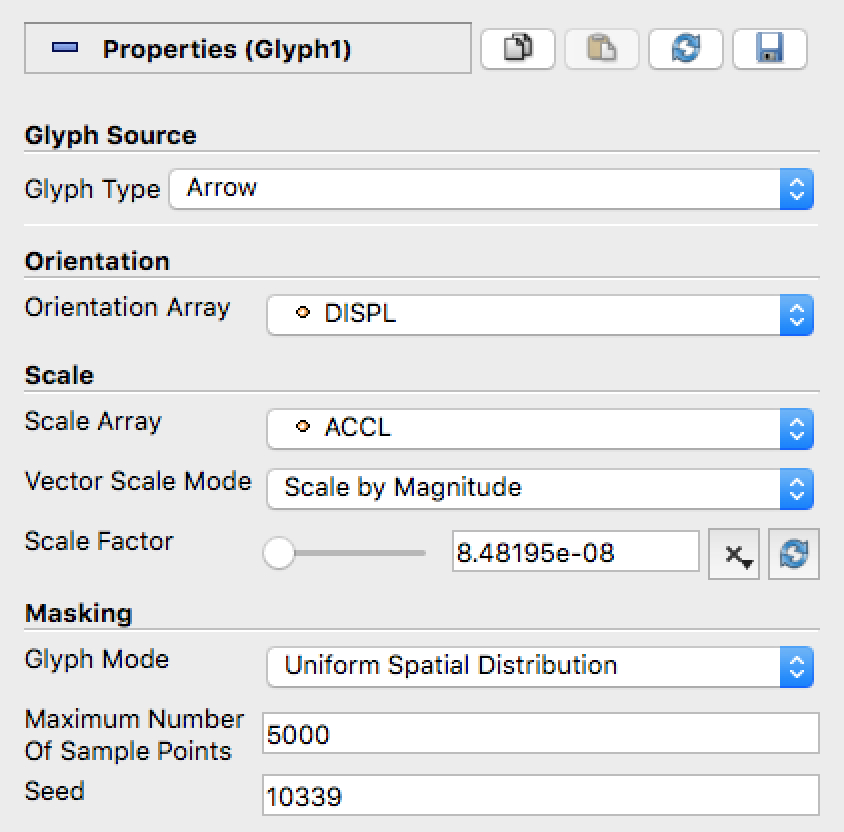 Properties (Glyph1)
Glyph Source
Glyph Type Arrow
Orientation
Orientation Array DISPL
Scale
Scale Array ACCL
Vector Scale Mode Scale by Magnitude
Scale Factor 8.48195e-08
Masking
Glyph Mode Uniform Spatial Distribution
Maximum Number
Of Sample Points 5000
Seed 10339